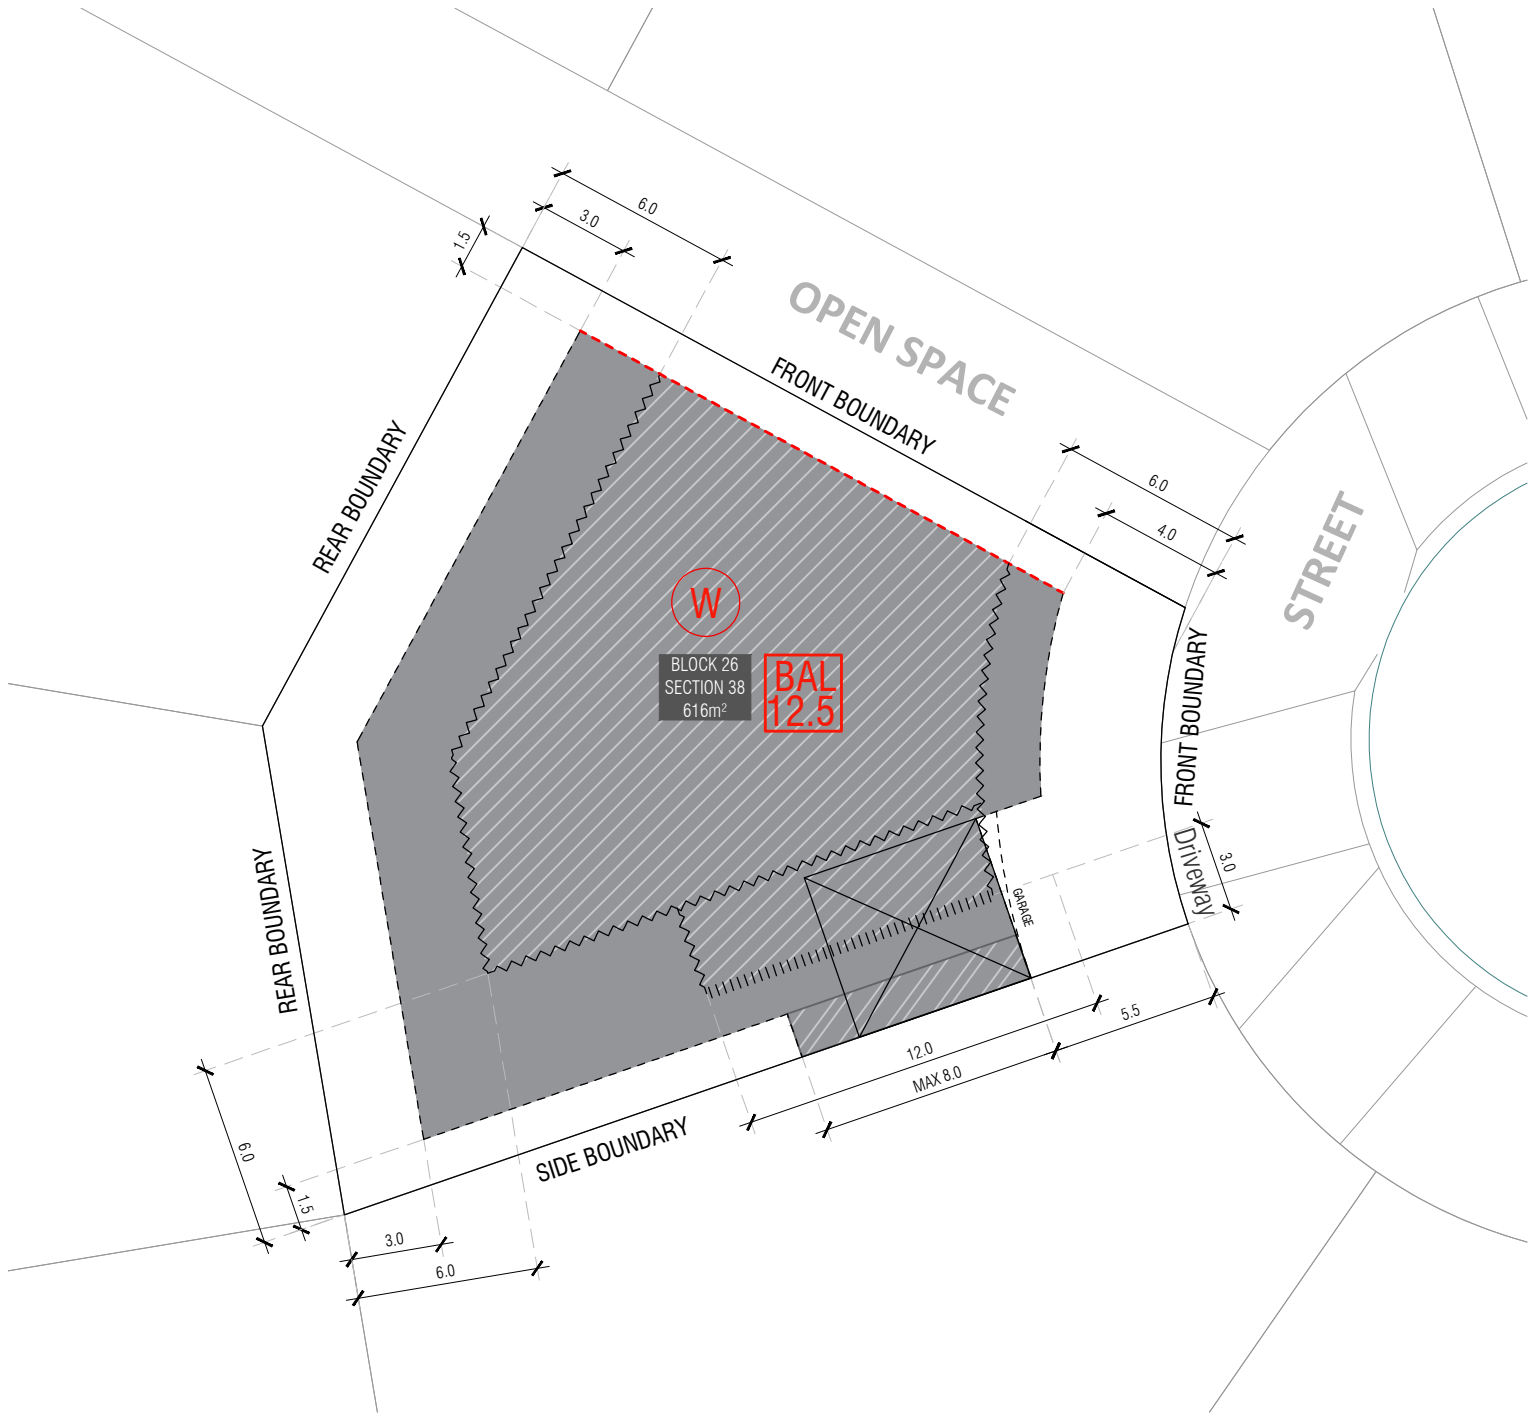 6.0
3.0
1.5
OPEN SPACE
FRONT BOUNDARY
6.0
4.0
STREET
REAR BOUNDARY
W
BLOCK 26
SECTION 38
616m²
BAL
12.5
FRONT BOUNDARY
Driveway
3.0
GARAGE
REAR BOUNDARY
5.5
12.0
MAX 8.0
SIDE BOUNDARY
6.0
1.5
3.0
6.0